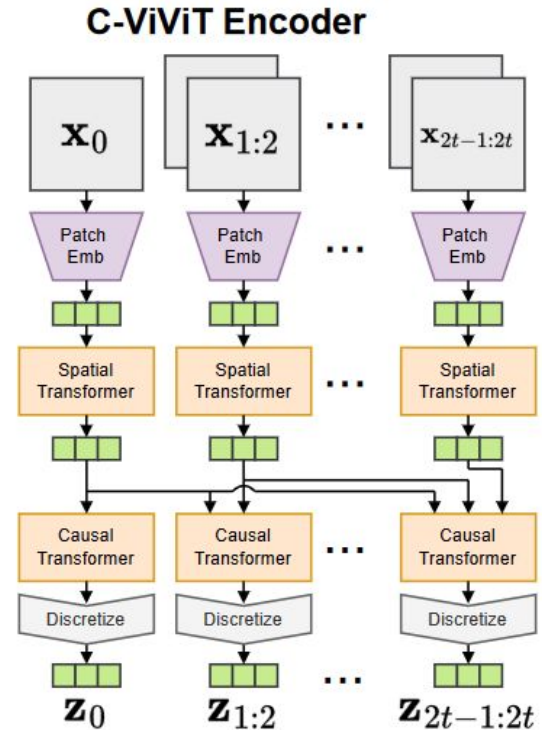 C-ViViT Encoder
x₀ x₁:₂ ... x₂ₜ₋₁:₂ₜ
Patch Emb Patch Emb ... Patch Emb
Spatial Transformer Spatial Transformer ... Spatial Transformer
Causal Transformer Causal Transformer ... Causal Transformer
Discretize Discretize Discretize
z₀ z₁:₂ ... z₂ₜ₋₁:₂ₜ